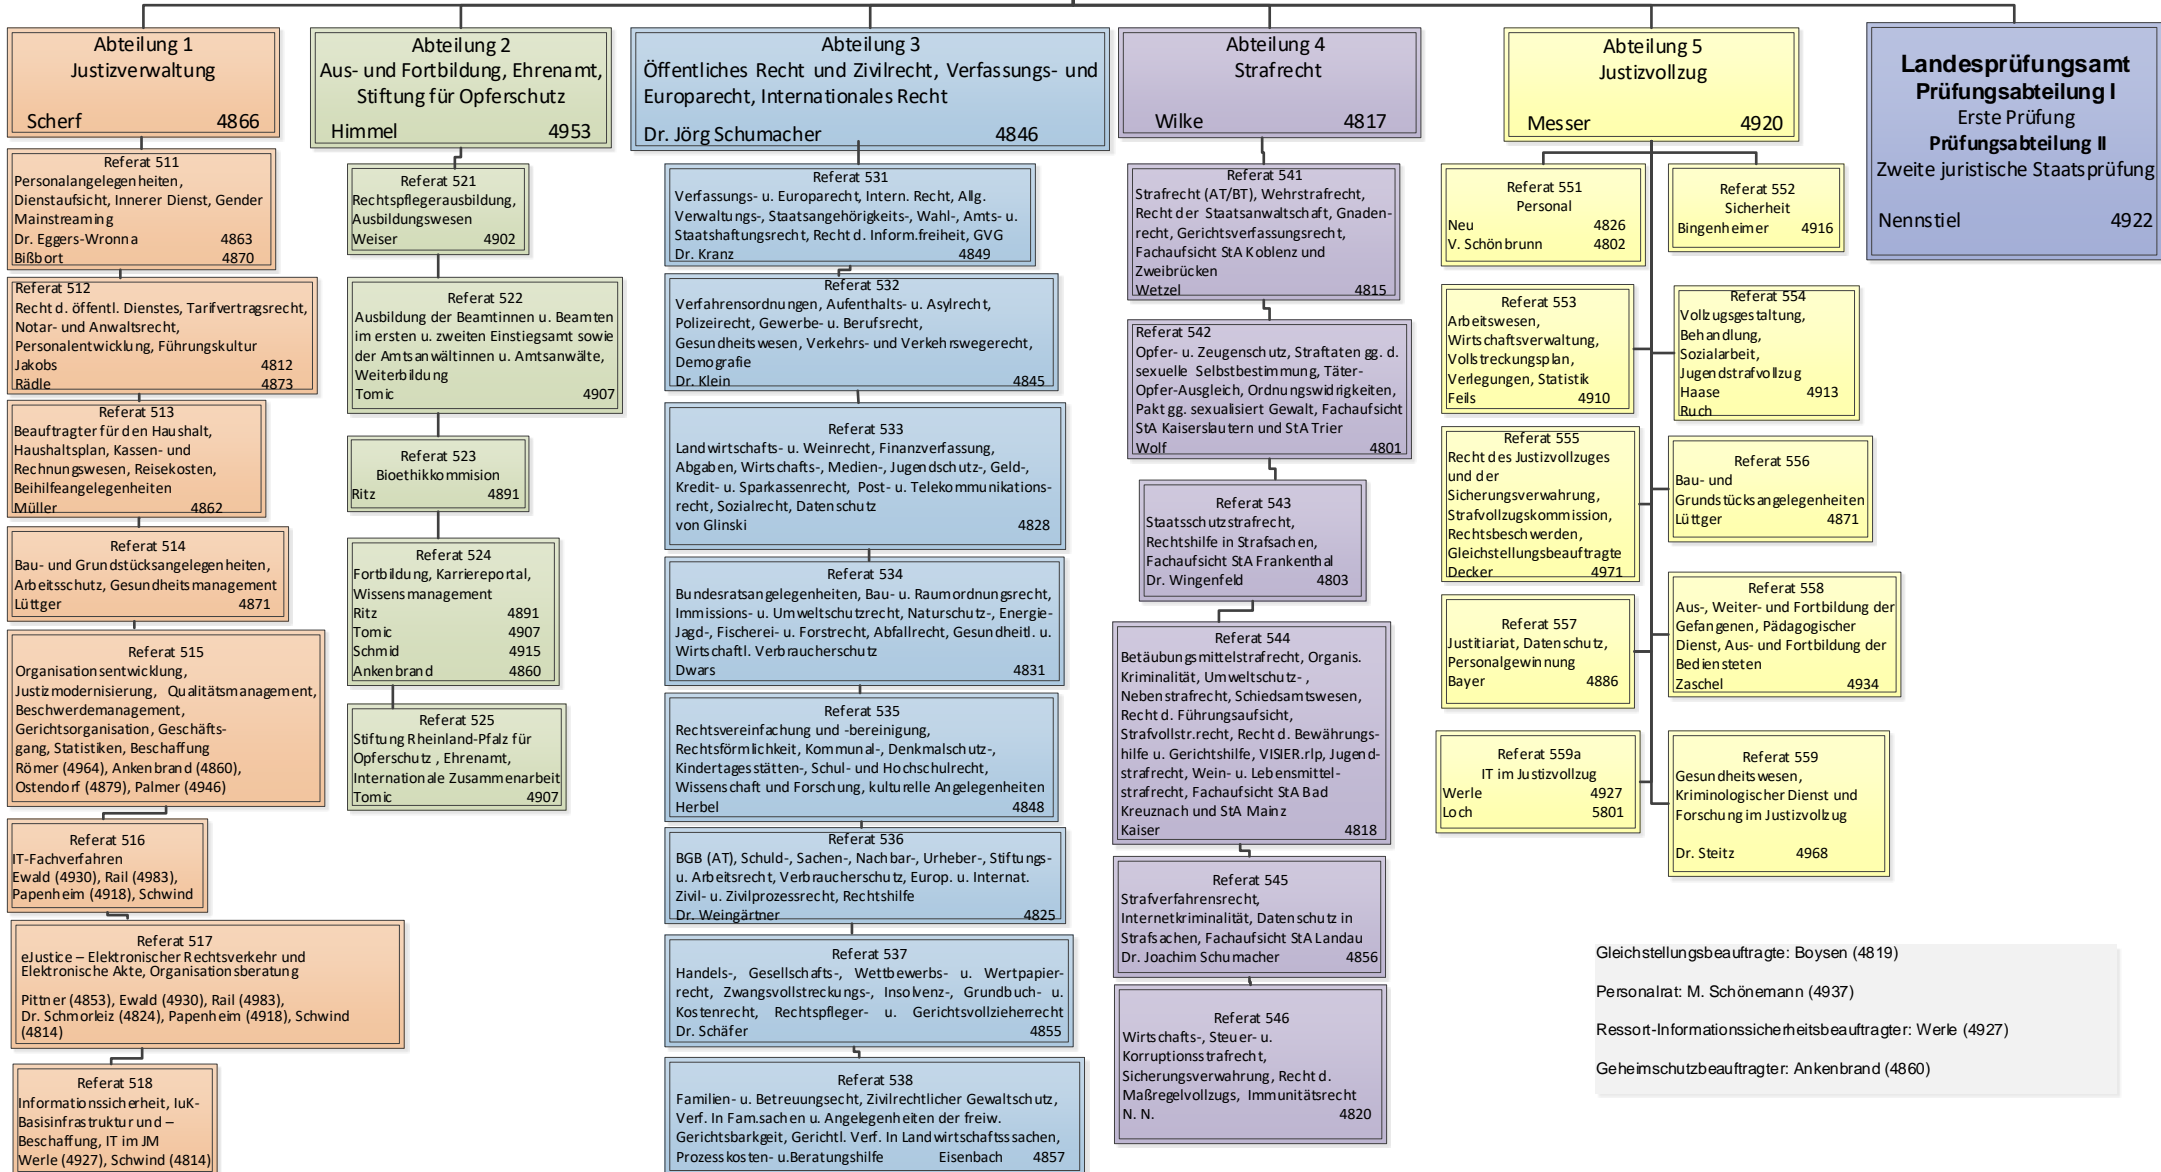 Abteilung 1
Justizverwaltung
Scherf 4866
Referat 511
Personalangelegenheiten,
Dienstaufsicht, Innerer Dienst, Gender
Mainstreaming
Dr. Eggers-Wronna 4863
Bißbort 4870
Referat 512
Recht d. öffentl. Dienstes, Tarifvertragsrecht,
Notar- und Anwaltsrecht,
Personalentwicklung, Führungskultur
Jakobs 4812
Rädle 4873
Referat 513
Beauftragter für den Haushalt,
Haushaltsplan, Kassen- und
Rechnungswesen, Reisekosten,
Beihilfeangelegenheiten
Müller 4862
Referat 514
Bau- und Grundstücksangelegenheiten,
Arbeitsschutz, Gesundheitsmanagement
Lüttger 4871
Referat 515
Organisationsentwicklung,
Justizmodernisierung, Qualitätsmanagement,
Beschwerdemanagement,
Gerichtsorganisation, Geschäfts-
gang, Statistiken, Beschaffung
Römer (4964), Ankenbrand (4860),
Ostendorf (4879), Palmer (4946)
Referat 516
IT-Fachverfahren
Ewald (4930), Rail (4983),
Papenheim (4918), Schwind
Referat 517
eJustice – Elektronischer Rechtsverkehr und
Elektronische Akte, Organisationsberatung
Pittner (4853), Ewald (4930), Rail (4983),
Dr. Schmorleiz (4824), Papenheim (4918), Schwind
(4814)
Referat 518
Informationssicherheit, IuK-
Basisinfrastruktur und –
Beschaffung, IT im JM
Werle (4927), Schwind (4814)
Abteilung 2
Aus- und Fortbildung, Ehrenamt,
Stiftung für Opferschutz
Himmel 4953
Referat 521
Rechtspflegerausbildung,
Ausbildungswesen
Weiser 4902
Referat 522
Ausbildung der Beamtinnen u. Beamten
im ersten u. zweiten Einstiegsamt sowie
der Amtsanwältinnen u. Amtsanwälte,
Weiterbildung
Tomic 4907
Referat 523
Bioethikkommision
Ritz 4891
Referat 524
Fortbildung, Karriereportal,
Wissensmanagement
Ritz 4891
Tomic 4907
Schmid 4915
Ankenbrand 4860
Referat 525
Stiftung Rheinland-Pfalz für
Opferschutz , Ehrenamt,
Internationale Zusammenarbeit
Tomic 4907
Abteilung 3
Öffentliches Recht und Zivilrecht, Verfassungs- und
Europarecht, Internationales Recht
Dr. Jörg Schumacher 4846
Referat 531
Verfassungs- u. Europarecht, Intern. Recht, Allg.
Verwaltungs-, Staatsangehörigkeits-, Wahl-, Amts- u.
Staatshaftungsrecht, Recht d. Inform.freiheit, GVG
Dr. Kranz 4849
Referat 532
Verfahrensordnungen, Aufenthalts- u. Asylrecht,
Polizeirecht, Gewerbe- u. Berufsrecht,
Gesundheitswesen, Verkehrs- und Verkehrswegerecht,
Demografie
Dr. Klein 4845
Referat 533
Landwirtschafts- u. Weinrecht, Finanzverfassung,
Abgaben, Wirtschafts-, Medien-, Jugendschutz-, Geld-,
Kredit- u. Sparkassenrecht, Post- u. Telekommunikations-
recht, Sozialrecht, Datenschutz
von Glinski 4828
Referat 534
Bundesratsangelegenheiten, Bau- u. Raumordnungsrecht,
Immissions- u. Umweltschutzrecht, Naturschutz-, Energie-
Jagd-, Fischerei- u. Forstrecht, Abfallrecht, Gesundheitl. u.
Wirtschaftl. Verbraucherschutz
Dwars 4831
Referat 535
Rechtsvereinfachung und -bereinigung,
Rechtsförmlichkeit, Kommunal-, Denkmalschutz-,
Kindertagesstätten-, Schul- und Hochschulrecht,
Wissenschaft und Forschung, kulturelle Angelegenheiten
Herbel 4848
Referat 536
BGB (AT), Schuld-, Sachen-, Nachbar-, Urheber-, Stiftungs-
u. Arbeitsrecht, Verbraucherschutz, Europ. u. Internat.
Zivil- u. Zivilprozessrecht, Rechtshilfe
Dr. Weingärtner 4825
Referat 537
Handels-, Gesellschafts-, Wettbewerbs- u. Wertpapier-
recht, Zwangsvollstreckungs-, Insolvenz-, Grundbuch- u.
Kostenrecht, Rechtspfleger- u. Gerichtsvollzieherrecht
Dr. Schäfer 4855
Referat 538
Familien- u. Betreuungsecht, Zivilrechtlicher Gewaltschutz,
Verf. In Fam.sachen u. Angelegenheiten der freiw.
Gerichtsbarkgeit, Gerichtl. Verf. In Landwirtschaftssachen,
Prozesskosten- u.Beratungshilfe Eisenbach 4857
Abteilung 4
Strafrecht
Wilke 4817
Referat 541
Strafrecht (AT/BT), Wehrstrafrecht,
Recht der Staatsanwaltschaft, Gnaden-
recht, Gerichtsverfassungsrecht,
Fachaufsicht StA Koblenz und
Zweibrücken
Wetzel 4815
Referat 542
Opfer- u. Zeugenschutz, Straftaten gg. d.
sexuelle Selbstbestimmung, Täter-
Opfer-Ausgleich, Ordnungswidrigkeiten,
Pakt gg. sexualisiert Gewalt, Fachaufsicht
StA Kaiserslautern und StA Trier
Wolf 4801
Referat 543
Staatsschutzstrafrecht,
Rechtshilfe in Strafsachen,
Fachaufsicht StA Frankenthal
Dr. Wingenfeld 4803
Referat 544
Betäubungsmittelstrafrecht, Organis.
Kriminalität, Umweltschutz- ,
Nebenstrafrecht, Schiedsamtswesen,
Recht d. Führungsaufsicht,
Strafvollstr.recht, Recht d. Bewährungs-
hilfe u. Gerichtshilfe, VISIER.rlp, Jugend-
strafrecht, Wein- u. Lebensmittel-
strafrecht, Fachaufsicht StA Bad
Kreuznach und StA Mainz
Kaiser 4818
Referat 545
Strafverfahrensrecht,
Internetkriminalität, Datenschutz in
Strafsachen, Fachaufsicht StA Landau
Dr. Joachim Schumacher 4856
Referat 546
Wirtschafts-, Steuer- u.
Korruptionsstrafrecht,
Sicherungsverwahrung, Recht d.
Maßregelvollzugs, Immunitätsrecht
N. N. 4820
Abteilung 5
Justizvollzug
Messer 4920
Referat 551
Personal
Neu 4826
V. Schönbrunn 4802
Referat 552
Sicherheit
Bingenheimer 4916
Referat 553
Arbeitswesen,
Wirtschaftsverwaltung,
Vollstreckungsplan,
Verlegungen, Statistik
Feils 4910
Referat 554
Vollzugsgestaltung,
Behandlung,
Sozialarbeit,
Jugendstrafvollzug
Haase 4913
Ruch
Referat 555
Recht des Justizvollzuges
und der
Sicherungsverwahrung,
Strafvollzugskommission,
Rechtsbeschwerden,
Gleichstellungsbeauftragte
Decker 4971
Referat 556
Bau- und
Grundstücksangelegenheiten
Lüttger 4871
Referat 557
Justitiariat, Datenschutz,
Personalgewinnung
Bayer 4886
Referat 558
Aus-, Weiter- und Fortbildung der
Gefangenen, Pädagogischer
Dienst, Aus- und Fortbildung der
Bediensteten
Zaschel 4934
Referat 559a
IT im Justizvollzug
Werle 4927
Loch 5801
Referat 559
Gesundheitswesen,
Kriminologischer Dienst und
Forschung im Justizvollzug
Dr. Steitz 4968
Landesprüfungsamt
Prüfungsabteilung I
Erste Prüfung
Prüfungsabteilung II
Zweite juristische Staatsprüfung
Nennstiel 4922
Gleichstellungsbeauftragte: Boysen (4819)
Personalrat: M. Schönemann (4937)
Ressort-Informationssicherheitsbeauftragter: Werle (4927)
Geheimschutzbeauftragter: Ankenbrand (4860)